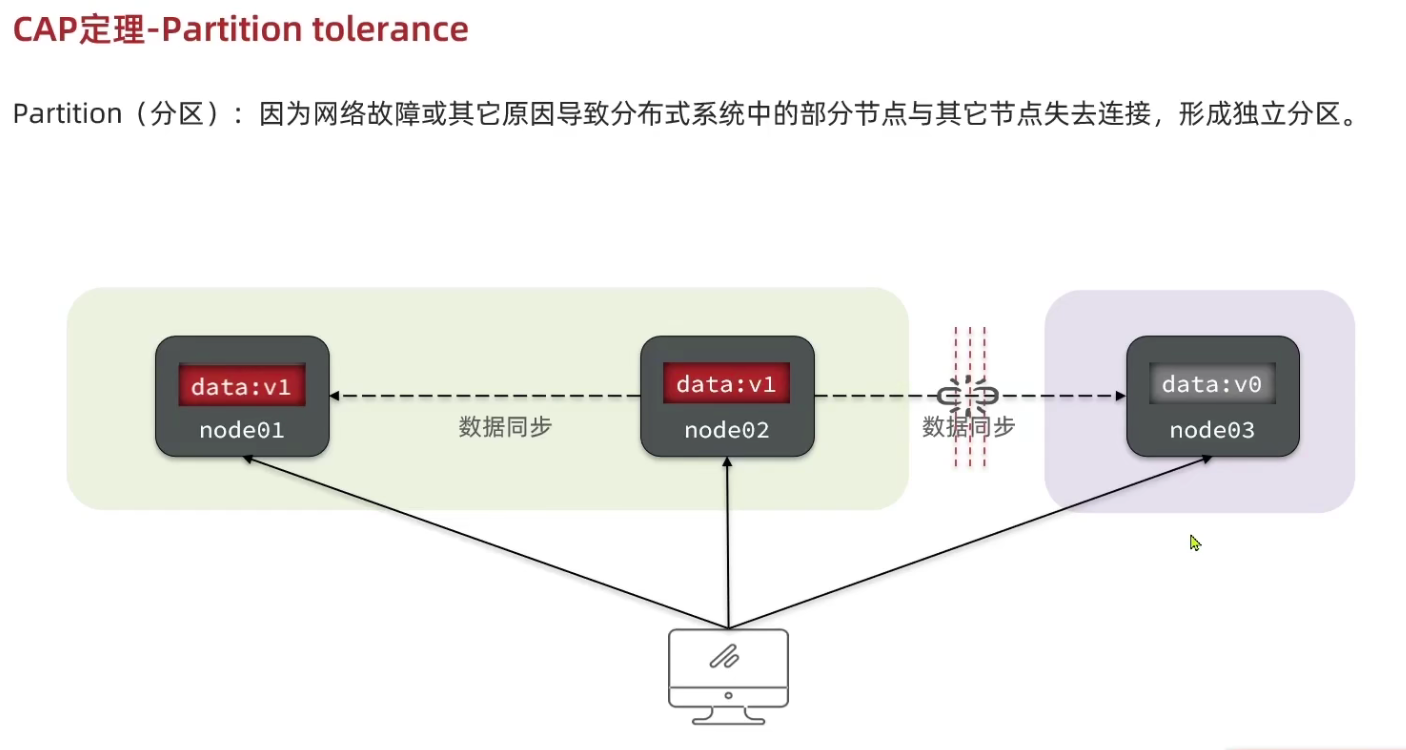 CAP定理-Partition tolerance
Partition（分区）：因为网络故障或其它原因导致分布式系统中的部分节点与其它节点失去连接，形成独立分区。
data:v1
node01
数据同步
data:v1
node02
数据同步
data:v0
node03